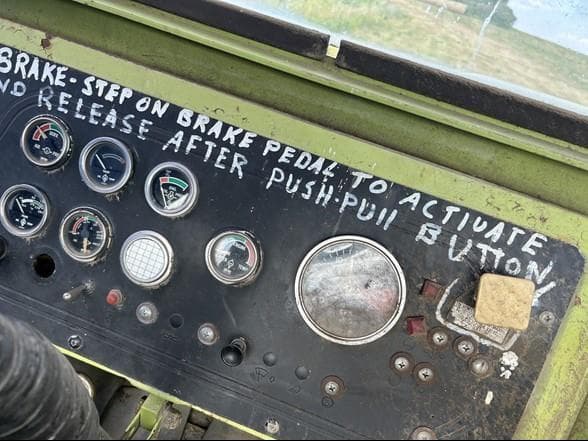 BRAKE-STEP ON BRAKE PEDAL TO ACTIVATE
ND RELEASE AFTER PUSH-PULL BUTTON